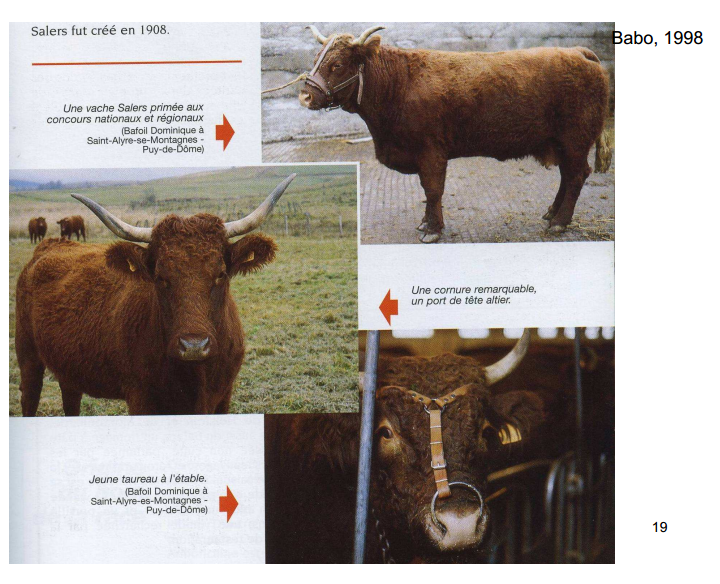 Salers fut créé en 1908.
Babo, 1998
Une vache Salers primée aux
concours nationaux et régionaux
(Bafoil Dominique à
Saint-Alyre-se-Montagnes -
Puy-de-Dôme)
Une cornure remarquable,
un port de tête altier.
Jeune taureau à l'étable.
(Bafoil Dominique à
Saint-Alyre-es-Montagnes -
Puy-de-Dôme)
19